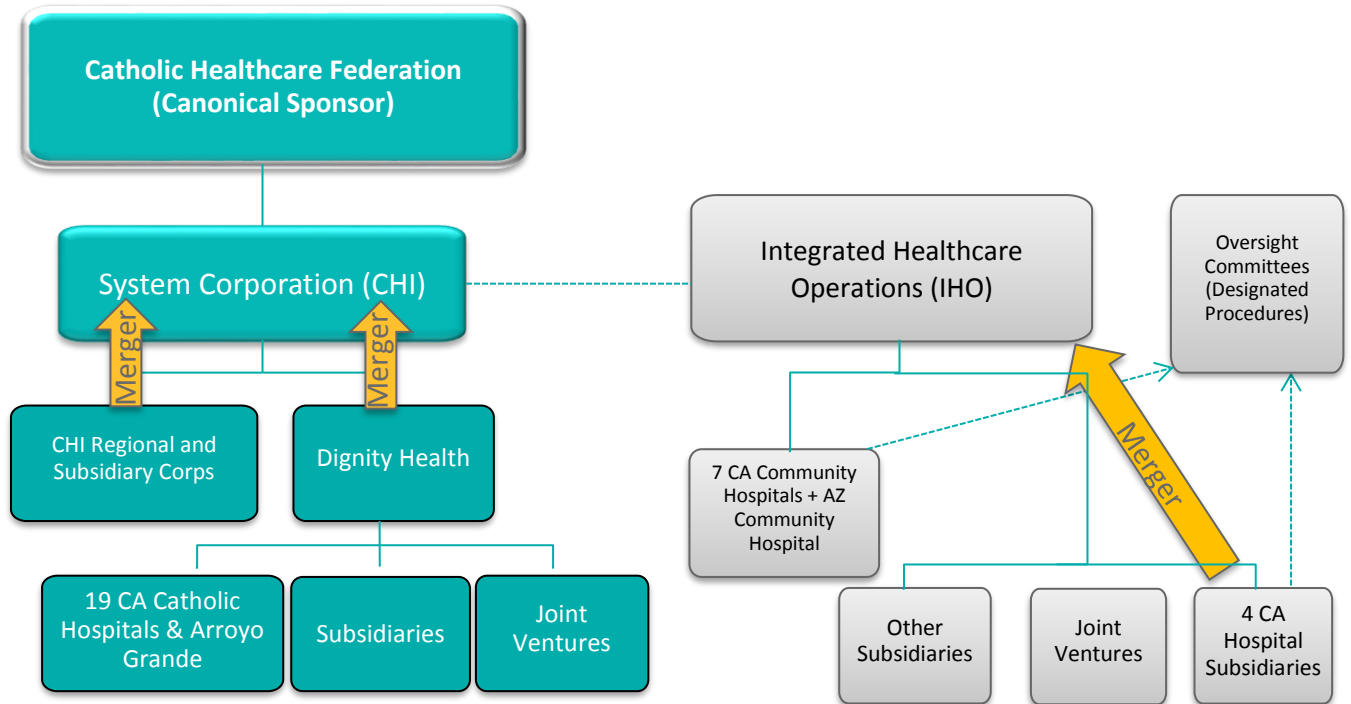 Catholic Healthcare Federation
(Canonical Sponsor)
System Corporation (CHI)
Integrated Healthcare
Operations (IHO)
Oversight
Committees
(Designated
Procedures)
Merger
Merger
Merger
CHI Regional and
Subsidiary Corps
Dignity Health
7 CA Community
Hospitals + AZ
Community
Hospital
19 CA Catholic
Hospitals & Arroyo
Grande
Subsidiaries
Joint
Ventures
Other
Subsidiaries
Joint
Ventures
4 CA
Hospital
Subsidiaries